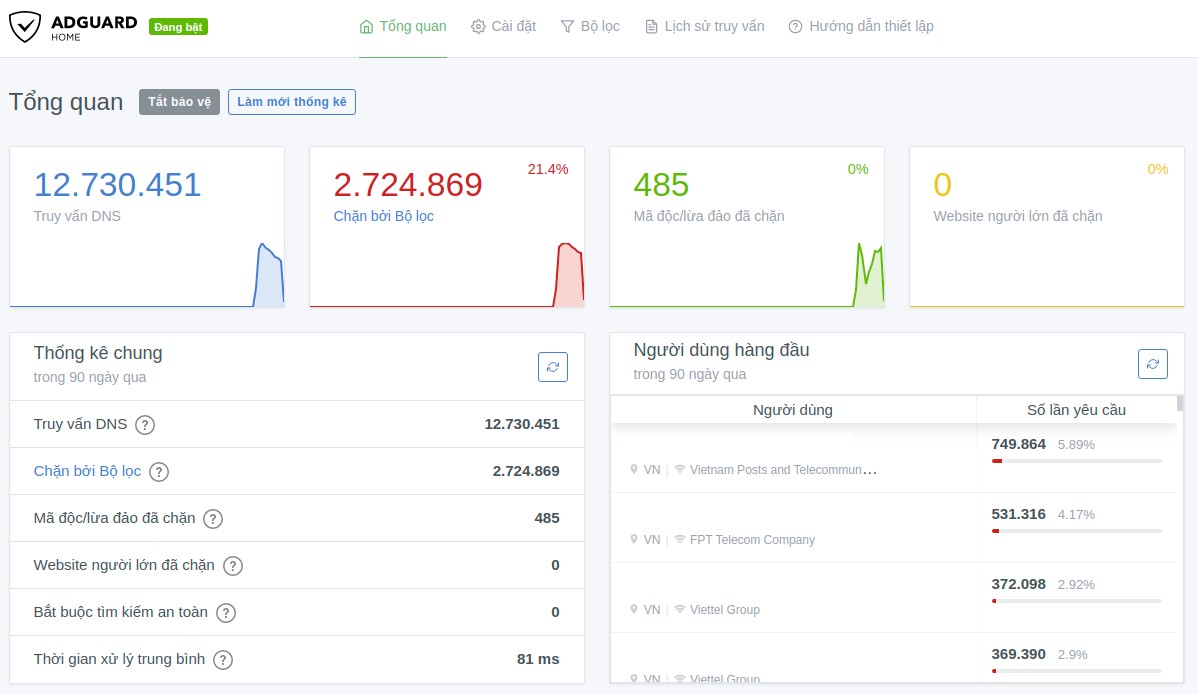 ADGUARD
HOME
Đang bật
Tổng quan
Cài đặt
Bộ lọc
Lịch sử truy vấn
Hướng dẫn thiết lập
Tổng quan
Tắt bảo vệ
Làm mới thống kê
12.730.451
Truy vấn DNS
21.4%
2.724.869
Chặn bởi Bộ lọc
0%
485
Mã độc/lừa đảo đã chặn
0%
0
Website người lớn đã chặn
Thống kê chung
trong 90 ngày qua
Truy vấn DNS ? 12.730.451
Chặn bởi Bộ lọc ? 2.724.869
Mã độc/lừa đảo đã chặn ? 485
Website người lớn đã chặn ? 0
Bắt buộc tìm kiếm an toàn ? 0
Thời gian xử lý trung bình ? 81 ms
Người dùng hàng đầu
trong 90 ngày qua
Người dùng Số lần yêu cầu
749.864 5.89%
VN | Vietnam Posts and Telecommun...
531.316 4.17%
VN | FPT Telecom Company
372.098 2.92%
VN | Viettel Group
369.390 2.9%
VN | Viettel Group